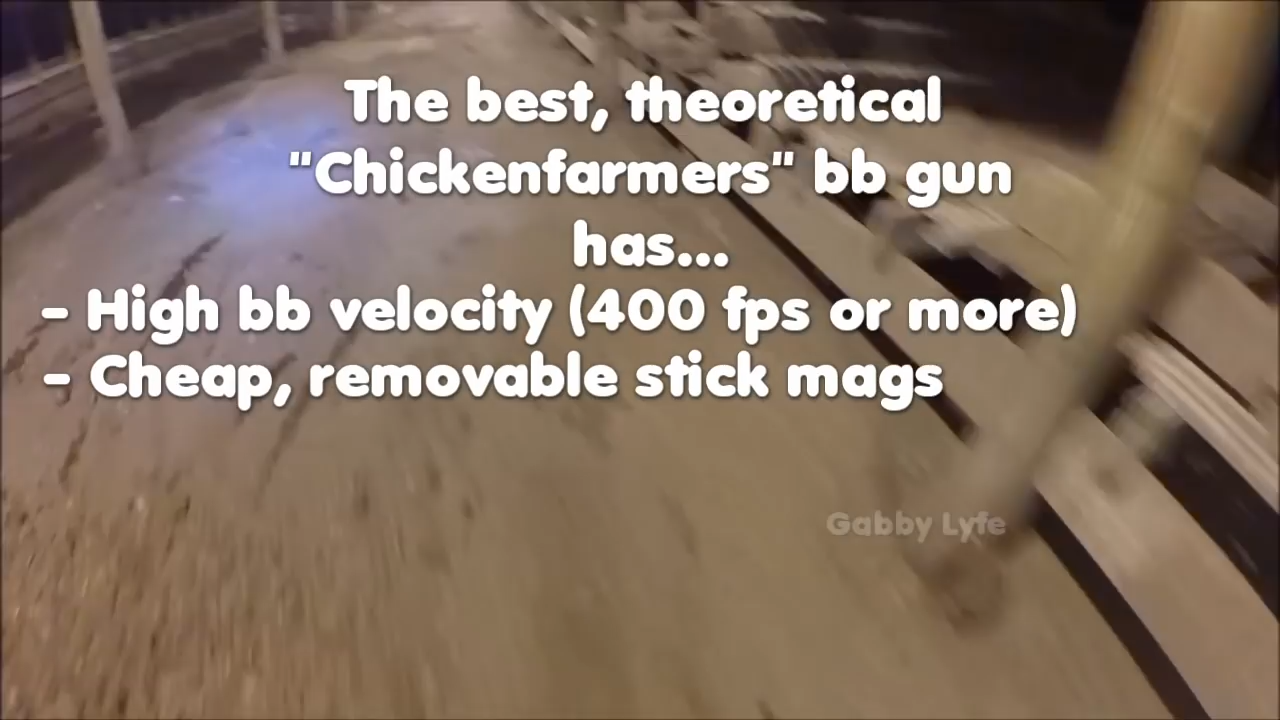 The best, theoretical
"Chickenfarmers" bb gun
has...
- High bb velocity (400 fps or more)
- Cheap, removable stick mags
Gabby Lyfe